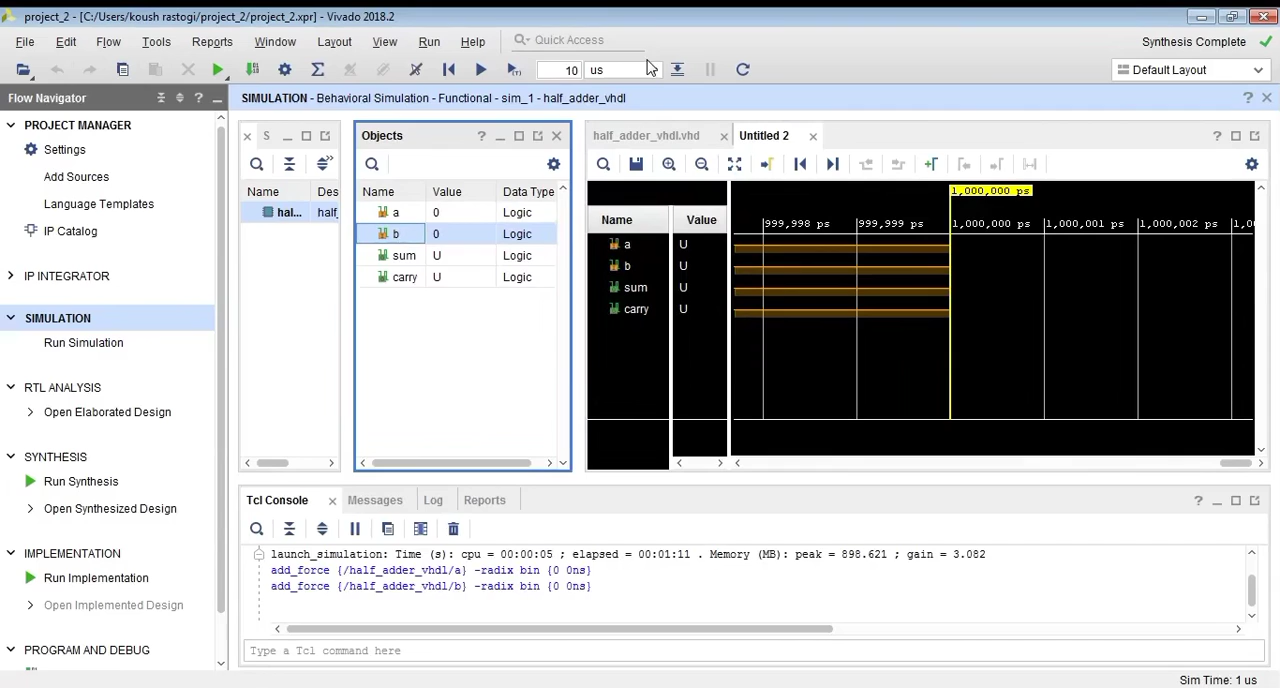 project_2 - [C:/Users/koush rastogi/project_2/project_2.xpr] - Vivado 2018.2
File Edit Flow Tools Reports Window Layout View Run Help Quick Access
Synthesis Complete
10 us
Default Layout
Flow Navigator
PROJECT MANAGER
Settings
Add Sources
Language Templates
IP Catalog
IP INTEGRATOR
SIMULATION
Run Simulation
RTL ANALYSIS
Open Elaborated Design
SYNTHESIS
Run Synthesis
Open Synthesized Design
IMPLEMENTATION
Run Implementation
Open Implemented Design
PROGRAM AND DEBUG
SIMULATION - Behavioral Simulation - Functional - sim_1 - half_adder_vhdl
S
Name Des
hal... half_
Objects
Name Value Data Type
a 0 Logic
b 0 Logic
sum U Logic
carry U Logic
half_adder_vhdl.vhd Untitled 2
1,000,000 ps
Name Value
999,998 ps 999,999 ps 1,000,000 ps 1,000,001 ps 1,000,002 ps 1,0
a U
b U
sum U
carry U
Tcl Console Messages Log Reports
launch_simulation: Time (s): cpu = 00:00:05 ; elapsed = 00:01:11 . Memory (MB): peak = 898.621 ; gain = 3.082
add_force {/half_adder_vhdl/a} -radix bin {0 0ns}
add_force {/half_adder_vhdl/b} -radix bin {0 0ns}
Type a Tcl command here
Sim Time: 1 us